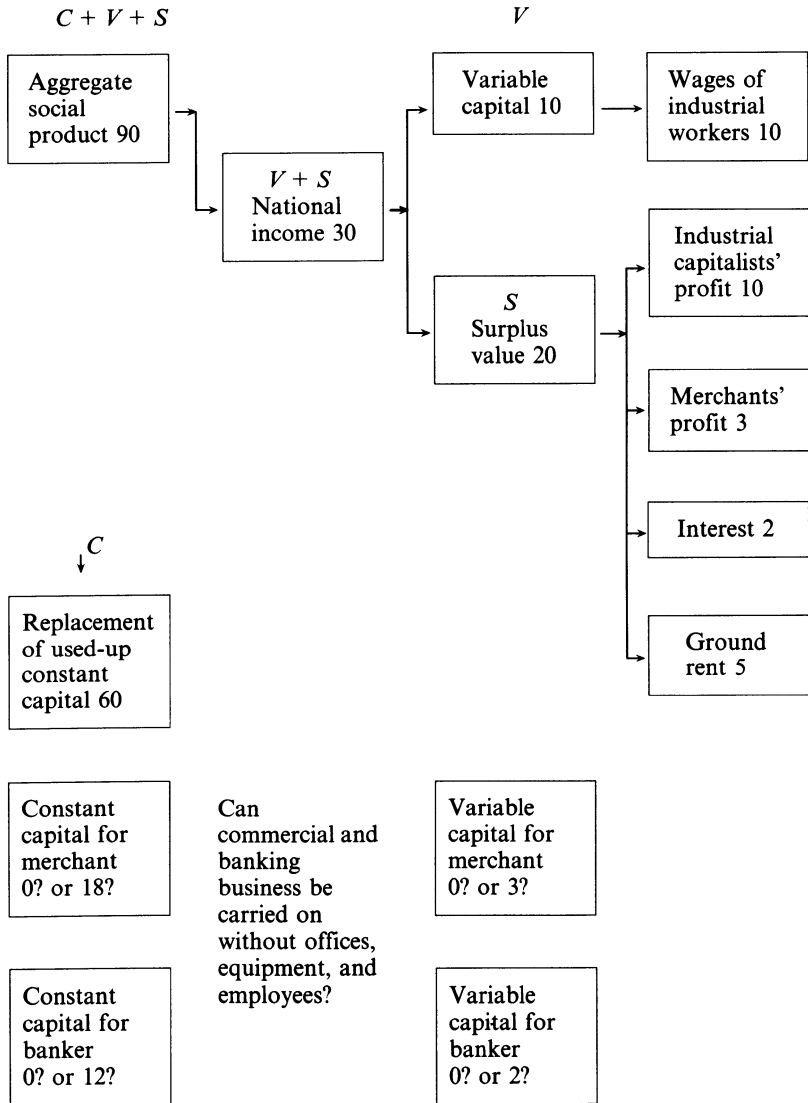 C + V + S
V
Aggregate
social
product 90
Variable
capital 10
Wages of
industrial
workers 10
V + S
National
income 30
Industrial
capitalists'
profit 10
S
Surplus
value 20
Merchants'
profit 3
Interest 2
C
Replacement
of used-up
constant
capital 60
Ground
rent 5
Constant
capital for
merchant
0? or 18?
Can
commercial and
banking
business be
carried on
without offices,
equipment, and
employees?
Variable
capital for
merchant
0? or 3?
Constant
capital for
banker
0? or 12?
Variable
capital for
banker
0? or 2?